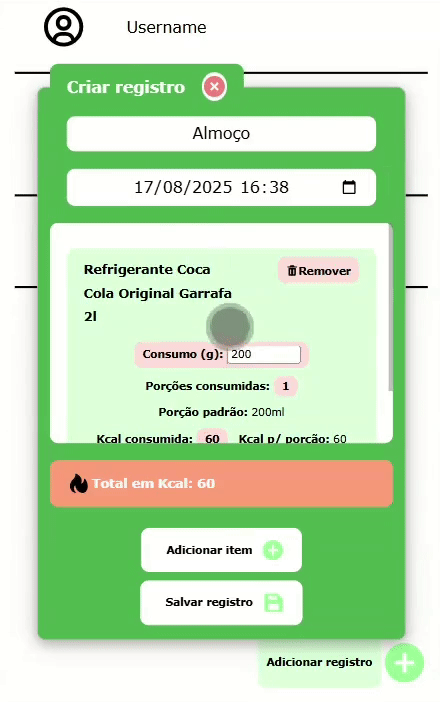 Username
Criar registro
Almoço
17/08/2025 16:38
Refrigerante Coca
Cola Original Garrafa
2l
Remover
Consumo (g): 200
Porções consumidas: 1
Porção padrão: 200ml
Kcal consumida: 60 Kcal p/ porção: 60
Total em Kcal: 60
Adicionar item
Salvar registro
Adicionar registro